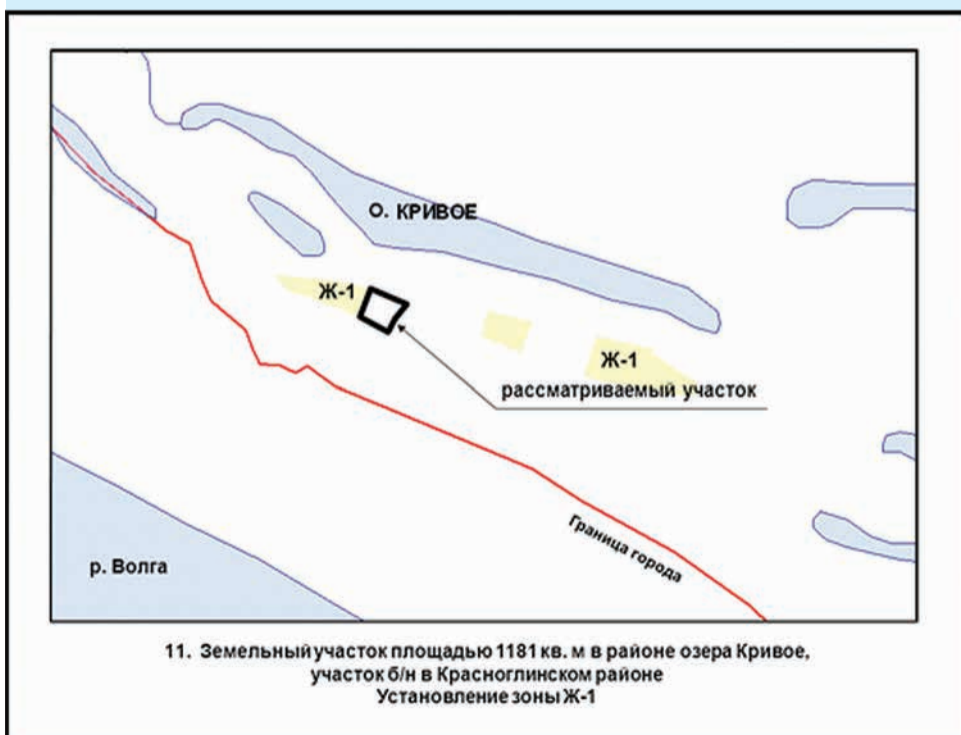 О. КРИВОЕ
Ж-1
Ж-1
рассматриваемый участок
Граница города
р. Волга
11. Земельный участок площадью 1181 кв. м в районе озера Кривое,
участок б/н в Красноглинском районе
Установление зоны Ж-1